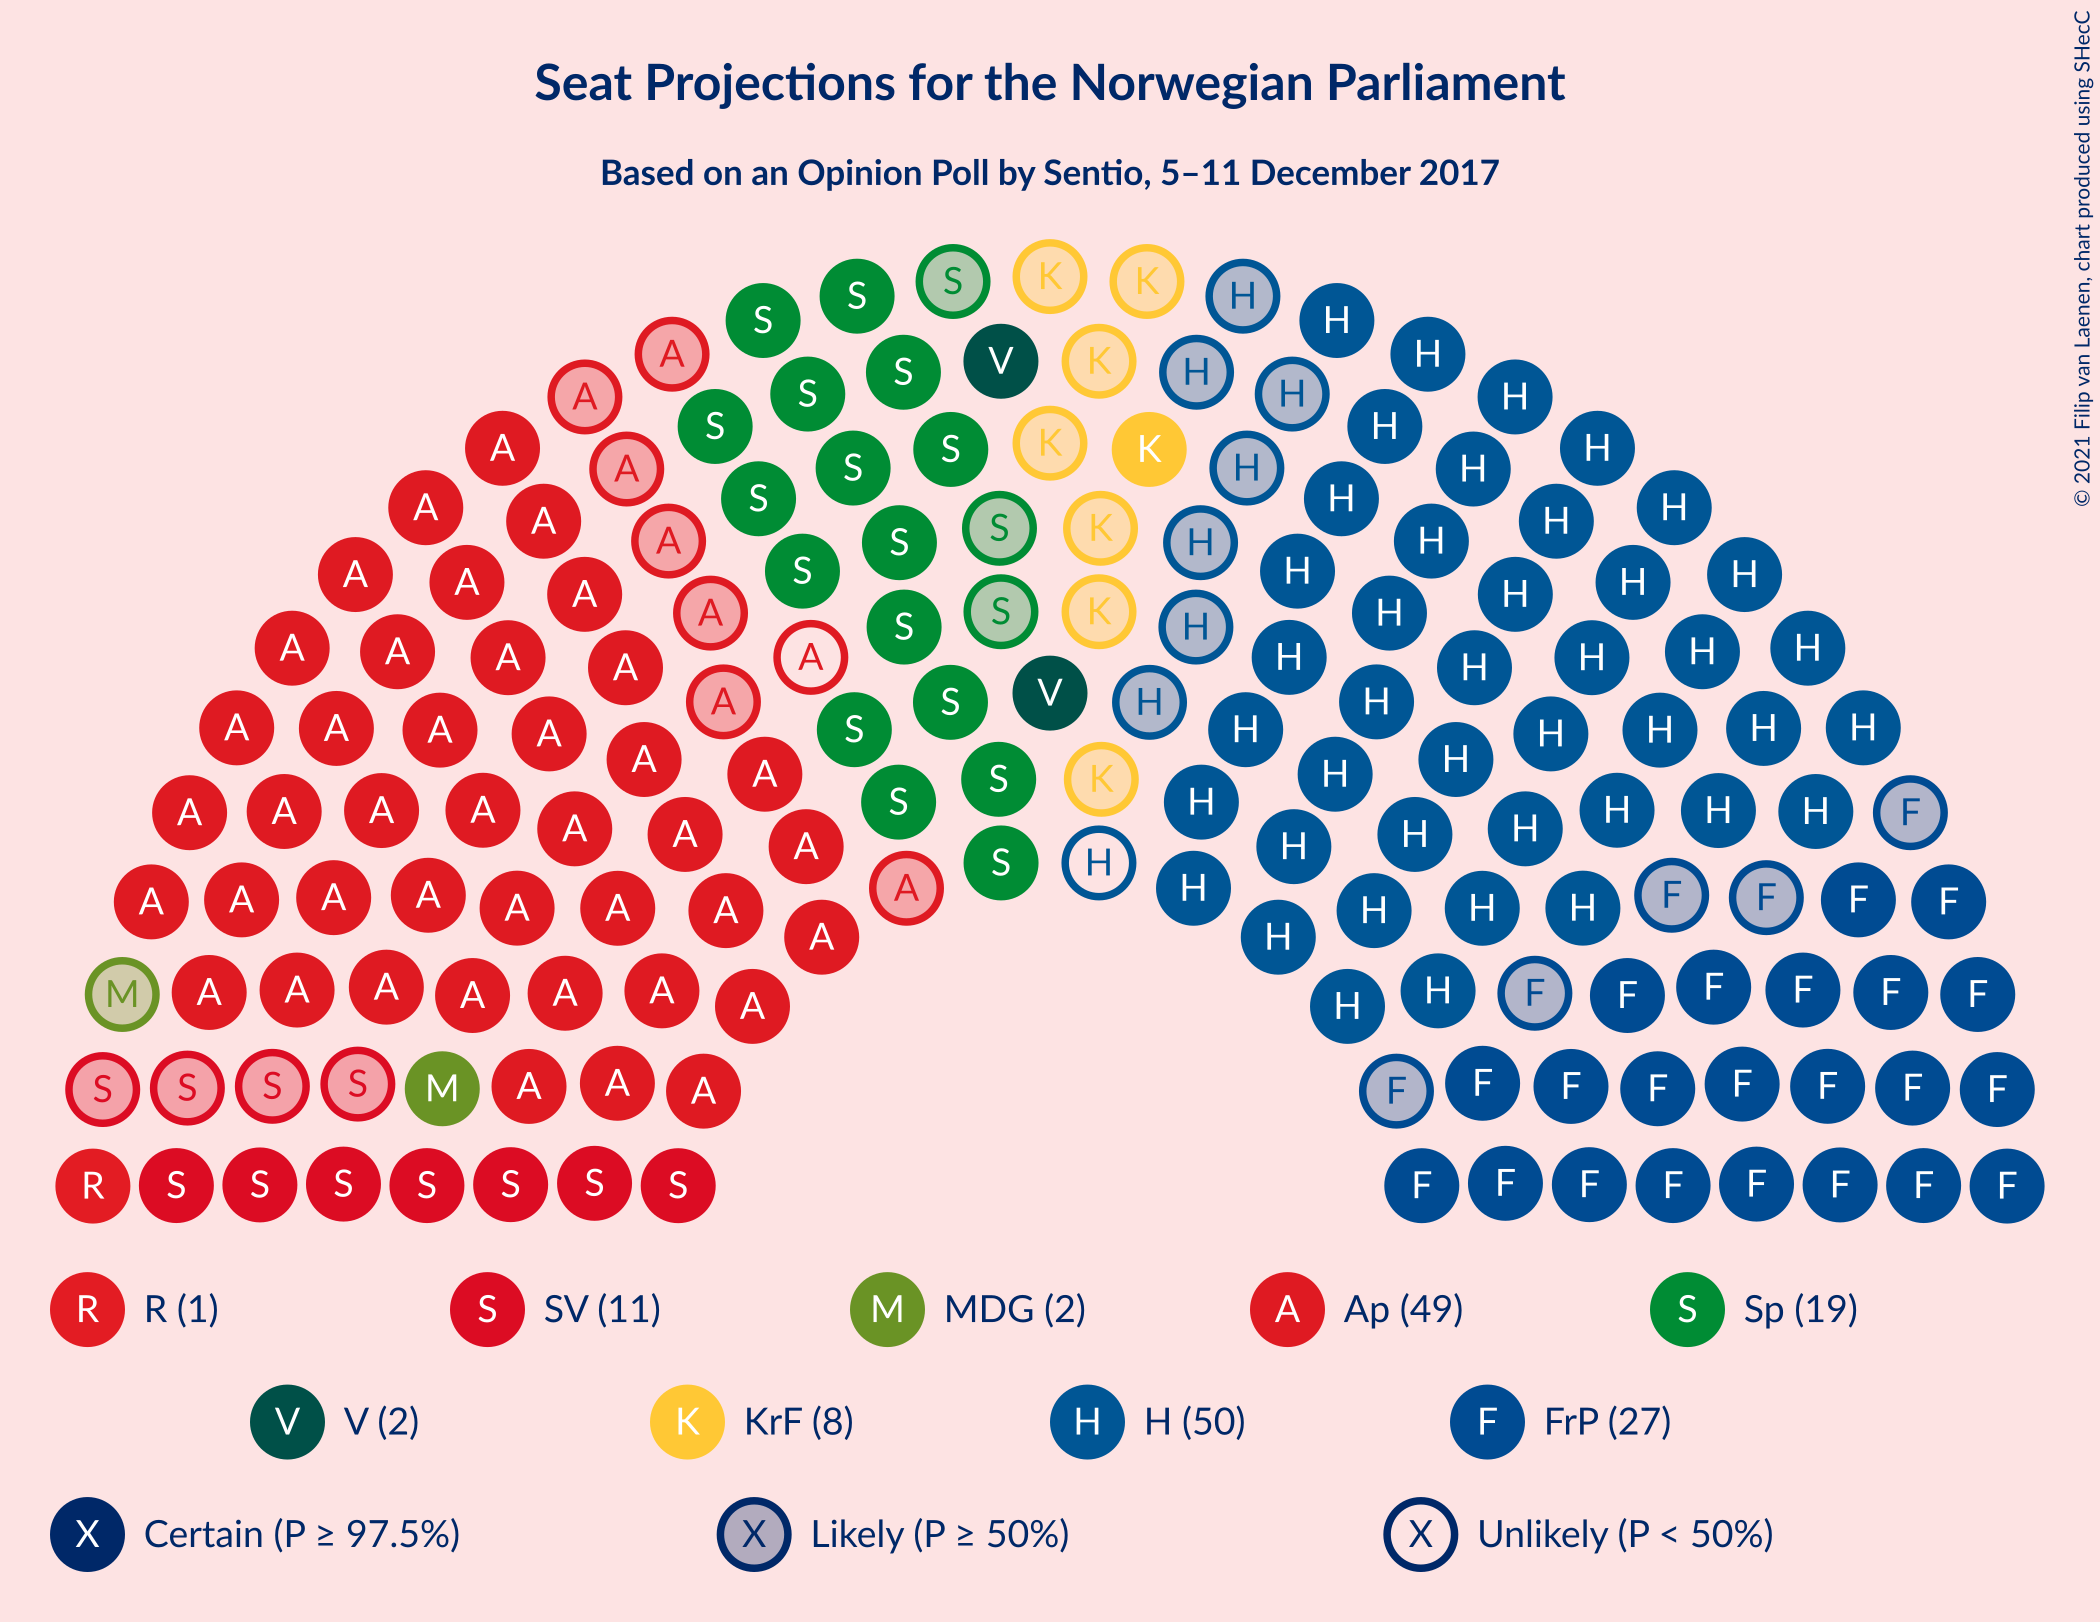 Seat Projections for the Norwegian Parliament
Based on an Opinion Poll by Sentio, 5–11 December 2017
© 2021 Filip van Laenen, chart produced using SHecC
S S S K K H H
A S S V K H H H
A A S S K K H H H H
A A A S S S S K H H H H
A A A A S S S K H H H H H H
A A A A A A S S V H H H H H H H H
A A A A A A A S S K H H H H H H H H F
A A A A A A A A A S H H H H H H F F F F
M A A A A A A A H H F F F F F F
S S S S M A A A F F F F F F F F
R S S S S S S S F F F F F F F F
R R (1) S SV (11) M MDG (2) A Ap (49) S Sp (19)
V V (2) K KrF (8) H H (50) F FrP (27)
X Certain (P ≥ 97.5%) X Likely (P ≥ 50%) X Unlikely (P < 50%)